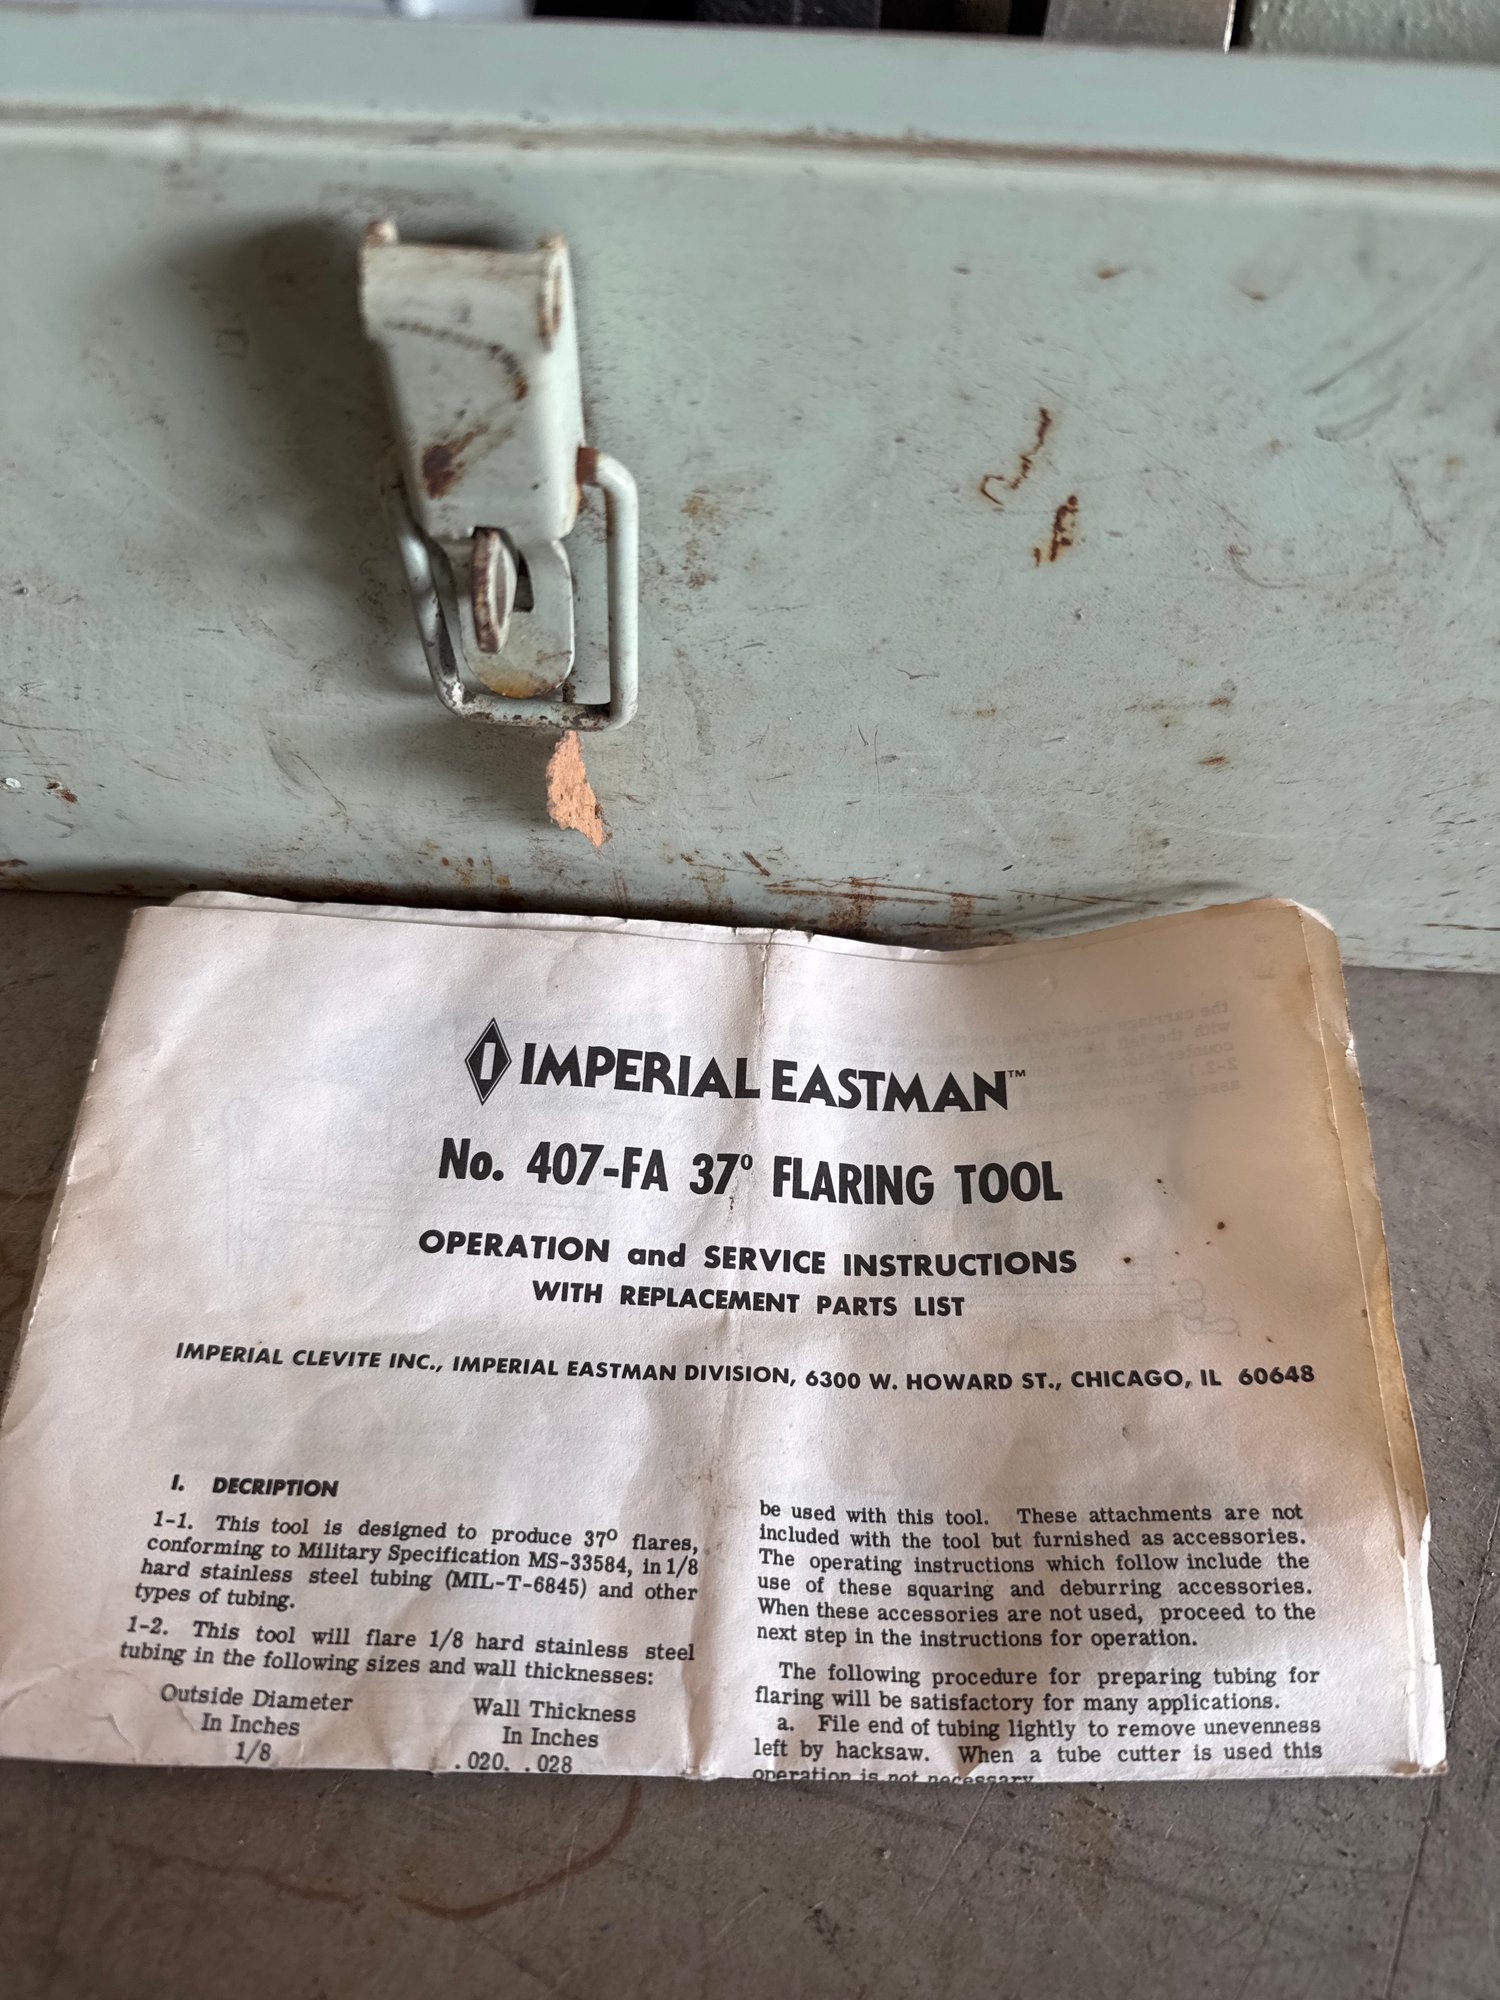 IMPERIAL EASTMAN™
No. 407-FA 37° FLARING TOOL
OPERATION and SERVICE INSTRUCTIONS
WITH REPLACEMENT PARTS LIST
IMPERIAL CLEVITE INC., IMPERIAL EASTMAN DIVISION, 6300 W. HOWARD ST., CHICAGO, IL 60648
I. DECRIPTION
1-1. This tool is designed to produce 37° flares,
conforming to Military Specification MS-33584, in 1/8
hard stainless steel tubing (MIL-T-6845) and other
types of tubing.
1-2. This tool will flare 1/8 hard stainless steel
tubing in the following sizes and wall thicknesses:
Outside Diameter Wall Thickness
In Inches In Inches
1/8 .020. .028
be used with this tool. These attachments are not
included with the tool but furnished as accessories.
The operating instructions which follow include the
use of these squaring and deburring accessories.
When these accessories are not used, proceed to the
next step in the instructions for operation.
The following procedure for preparing tubing for
flaring will be satisfactory for many applications.
a. File end of tubing lightly to remove unevenness
left by hacksaw. When a tube cutter is used this
operation is not necessary